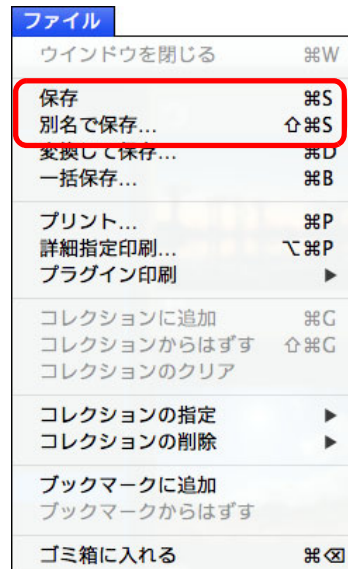 ファイル
ウインドウを閉じる ⌘W
保存 ⌘S
別名で保存... ⇧⌘S
変換して保存... ⌘D
一括保存... ⌘B
プリント... ⌘P
詳細指定印刷... ⌥⌘P
プラグイン印刷 ▶
コレクションに追加 ⌘G
コレクションからはずす ⇧⌘G
コレクションのクリア
コレクションの指定 ▶
コレクションの削除 ▶
ブックマークに追加
ブックマークからはずす
ゴミ箱に入れる ⌘⌫